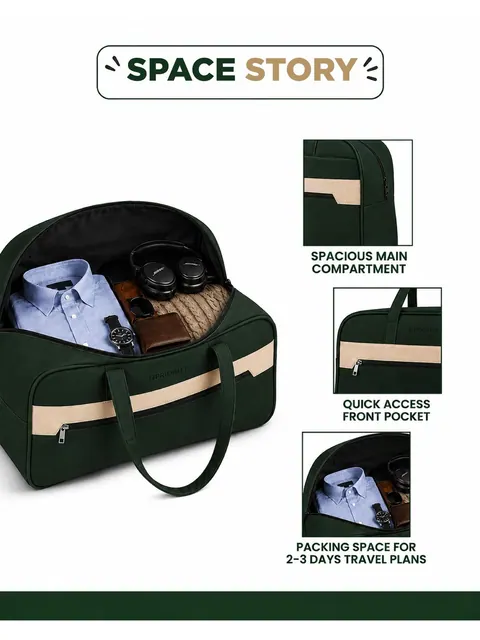 SPACE STORY
SPACIOUS MAIN
COMPARTMENT
QUICK ACCESS
FRONT POCKET
PACKING SPACE FOR
2-3 DAYS TRAVEL PLANS